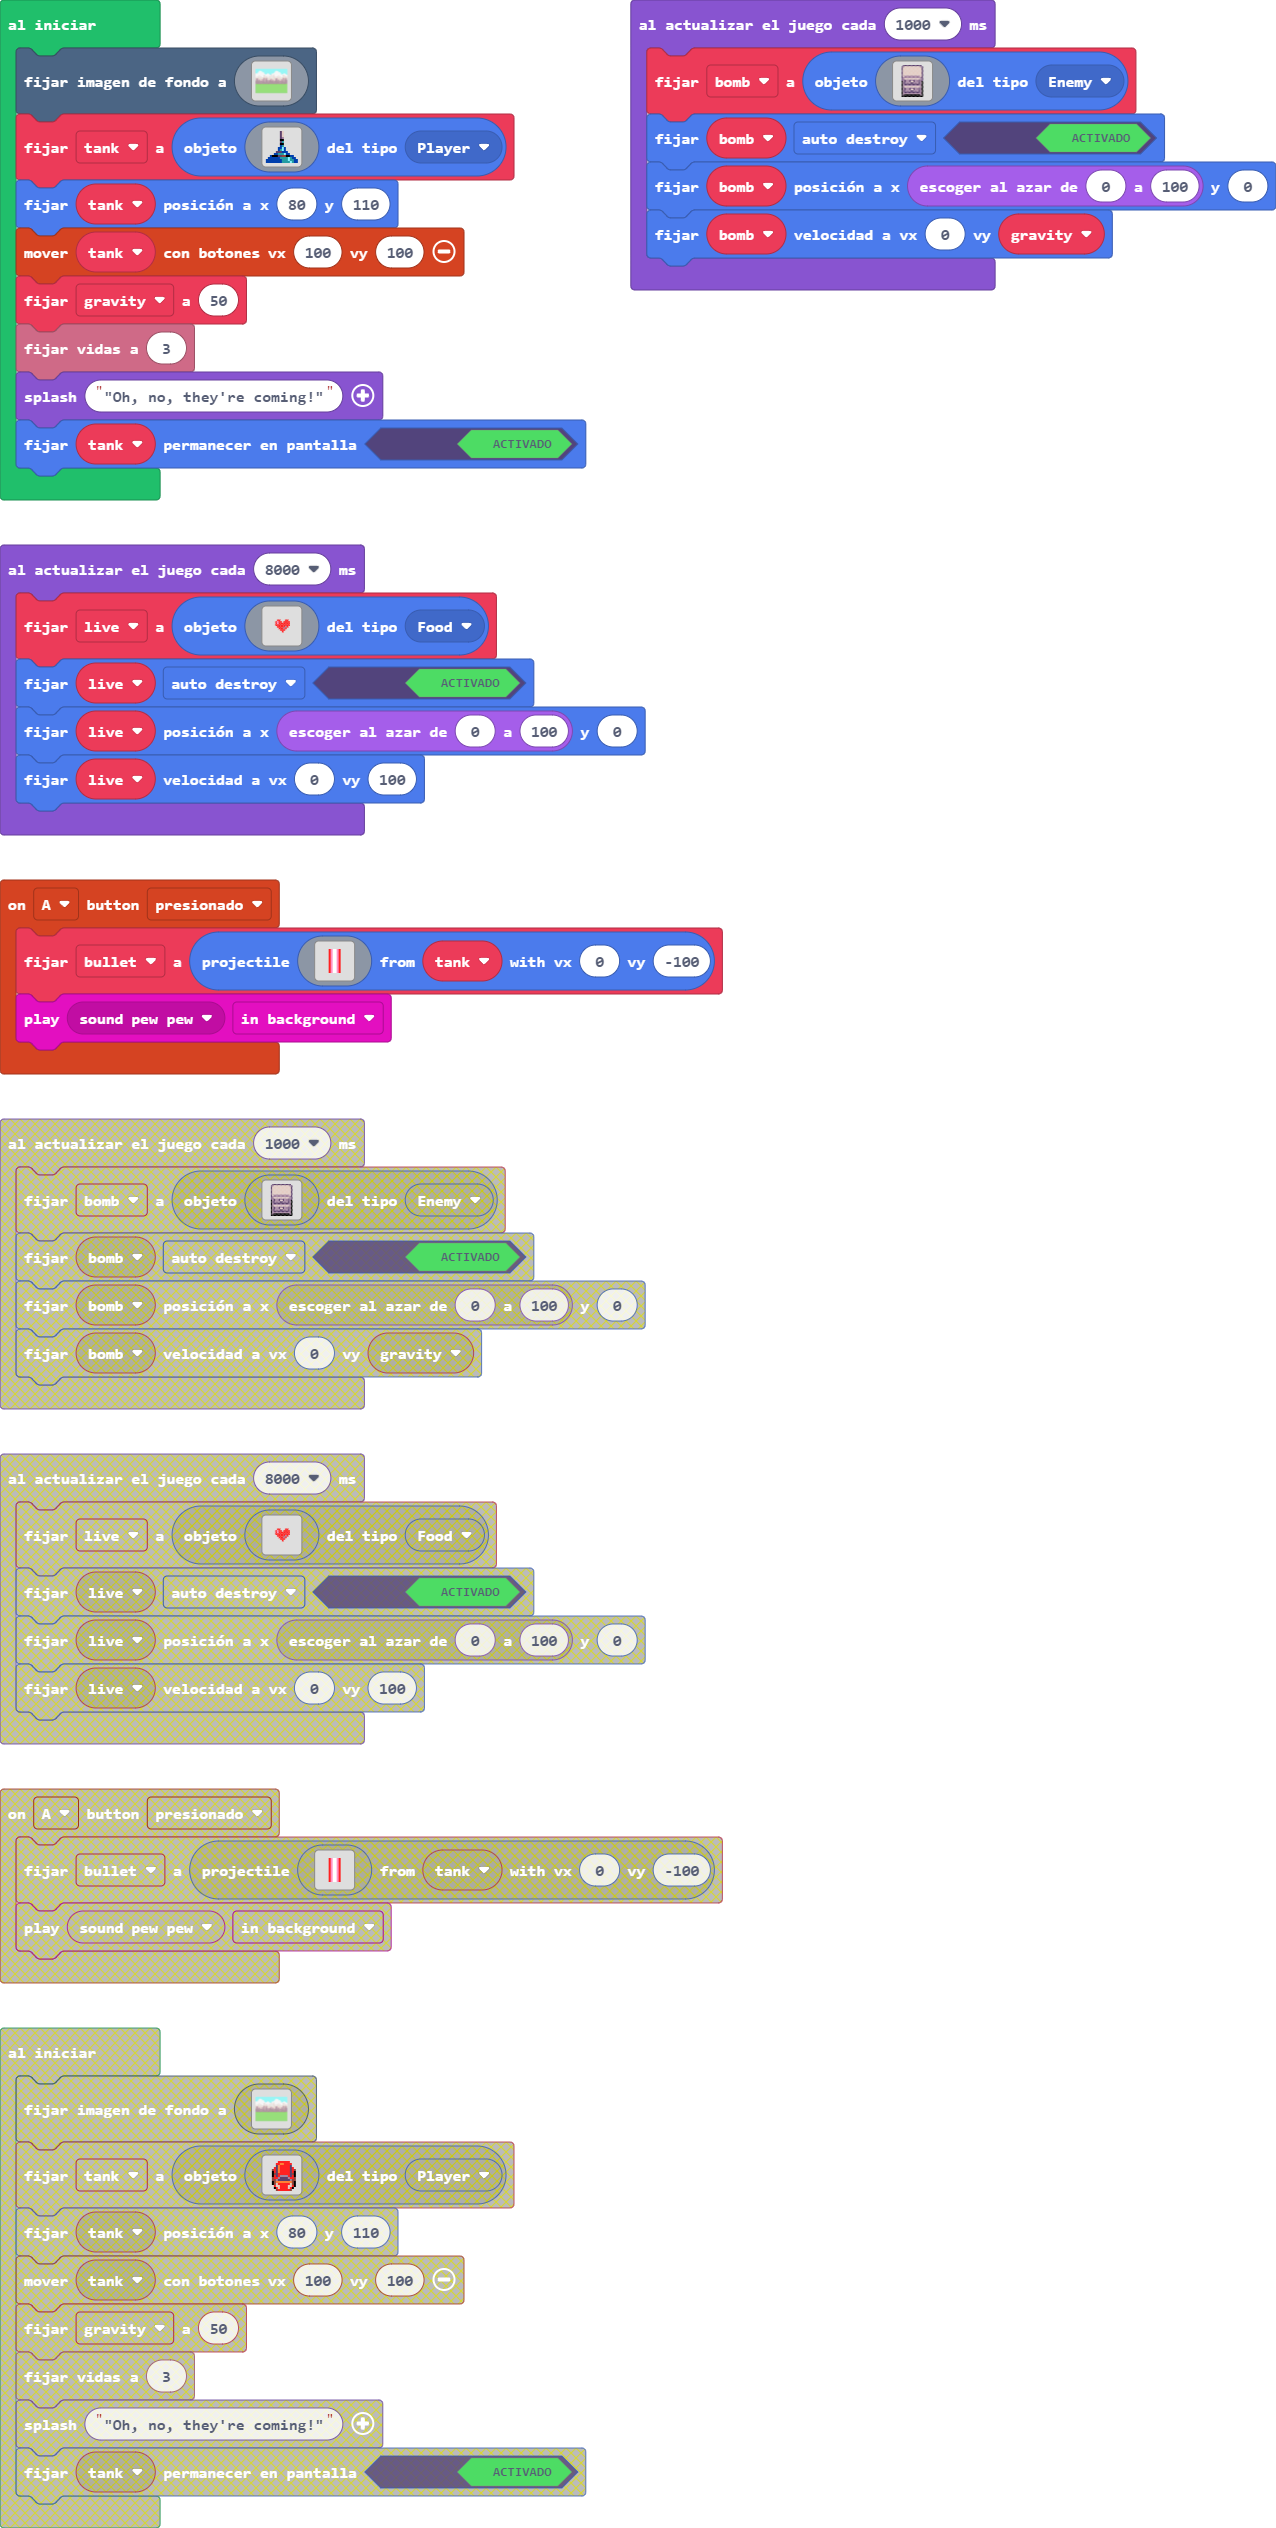 al iniciar
fijar imagen de fondo a
fijar tank a objeto del tipo Player
fijar tank posición a x 80 y 110
mover tank con botones vx 100 vy 100
fijar gravity a 50
fijar vidas a 3
splash ""Oh, no, they're coming!""
fijar tank permanecer en pantalla ACTIVADO
al actualizar el juego cada 1000 ms
fijar bomb a objeto del tipo Enemy
fijar bomb auto destroy ACTIVADO
fijar bomb posición a x escoger al azar de 0 a 100 y 0
fijar bomb velocidad a vx 0 vy gravity
al actualizar el juego cada 8000 ms
fijar live a objeto del tipo Food
fijar live auto destroy ACTIVADO
fijar live posición a x escoger al azar de 0 a 100 y 0
fijar live velocidad a vx 0 vy 100
on A button presionado
fijar bullet a projectile from tank with vx 0 vy -100
play sound pew pew in background
al actualizar el juego cada 1000 ms
fijar bomb a objeto del tipo Enemy
fijar bomb auto destroy ACTIVADO
fijar bomb posición a x escoger al azar de 0 a 100 y 0
fijar bomb velocidad a vx 0 vy gravity
al actualizar el juego cada 8000 ms
fijar live a objeto del tipo Food
fijar live auto destroy ACTIVADO
fijar live posición a x escoger al azar de 0 a 100 y 0
fijar live velocidad a vx 0 vy 100
on A button presionado
fijar bullet a projectile from tank with vx 0 vy -100
play sound pew pew in background
al iniciar
fijar imagen de fondo a
fijar tank a objeto del tipo Player
fijar tank posición a x 80 y 110
mover tank con botones vx 100 vy 100
fijar gravity a 50
fijar vidas a 3
splash ""Oh, no, they're coming!""
fijar tank permanecer en pantalla ACTIVADO